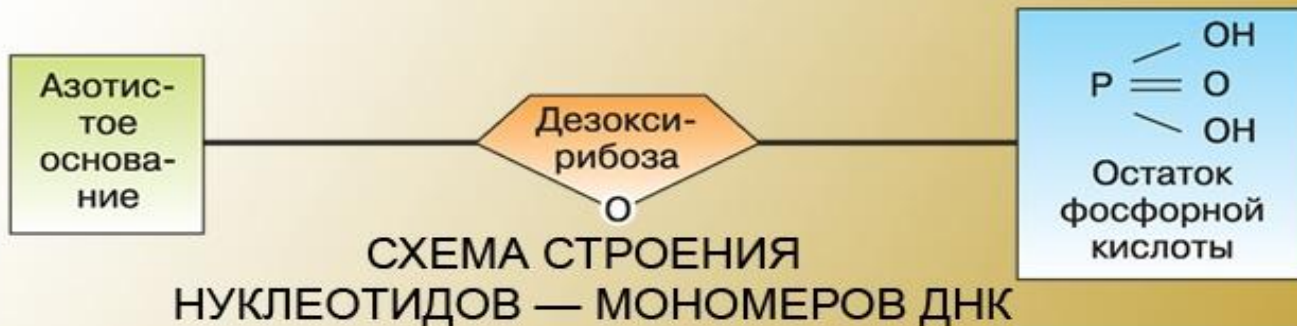 Азотис-
тое
основа-
ние
Дезокси-
рибоза
O
OH
P = O
OH
Остаток
фосфорной
кислоты
СХЕМА СТРОЕНИЯ
НУКЛЕОТИДОВ — МОНОМЕРОВ ДНК